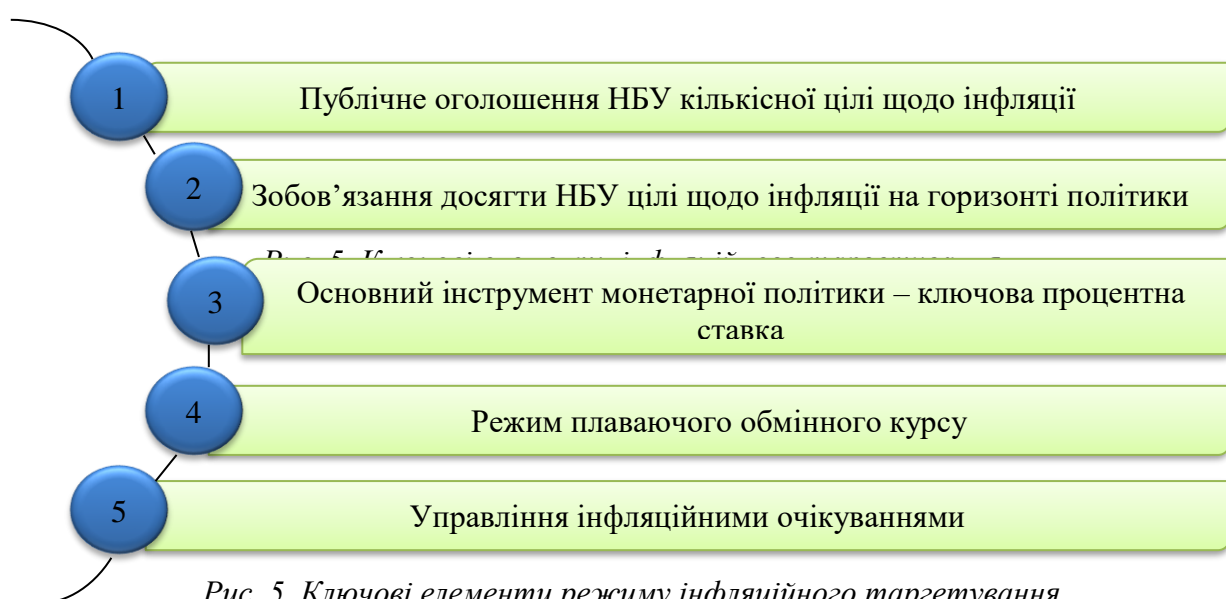 1
Публічне оголошення НБУ кількісної цілі щодо інфляції
2
Зобов’язання досягти НБУ цілі щодо інфляції на горизонті політики
3
Основний інструмент монетарної політики – ключова процентна
ставка
4
Режим плаваючого обмінного курсу
5
Управління інфляційними очікуваннями
Рис. 5. Ключові елементи режиму інфляційного таргетування